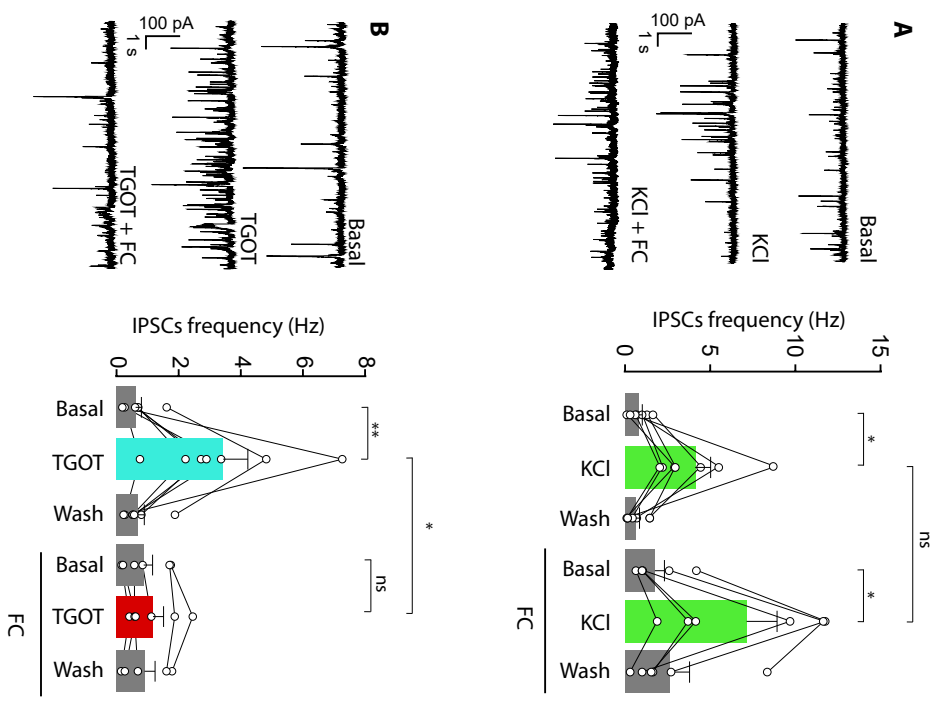 A
Basal
KCl
KCl + FC
100 pA
1 s
IPSCs frequency (Hz)
0
5
10
15
Basal
KCl
Wash
Basal
KCl
Wash
FC
*
*
ns
B
Basal
TGOT
TGOT + FC
100 pA
1 s
IPSCs frequency (Hz)
0
2
4
6
8
Basal
TGOT
Wash
Basal
TGOT
Wash
FC
**
ns
*